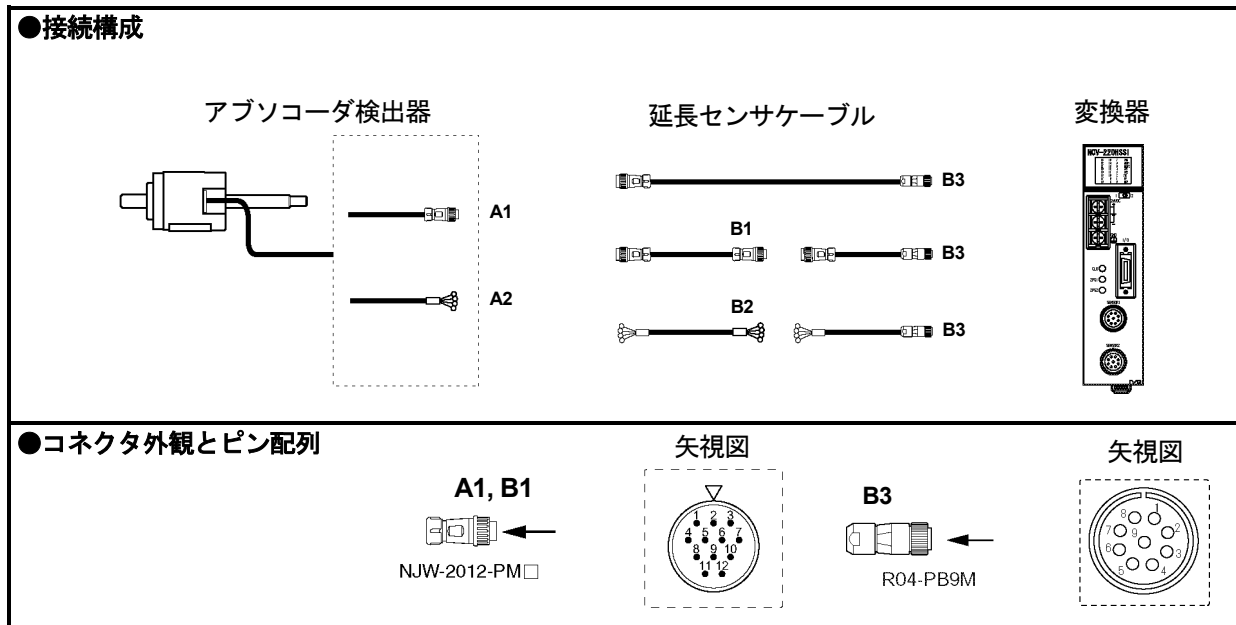 ●接続構成
アブソコーダ検出器
延長センサケーブル
変換器
NCV-220HSSI
I/O
A1
A2
B3
B1
B3
B2
B3
SENSOR1
SENSOR2
●コネクタ外観とピン配列
A1, B1
NJW-2012-PM□
矢視図
1 2 3
4 5 6 7
8 9 10
11 12
B3
R04-PB9M
矢視図
8 1
7 2
9
6 3
5 4